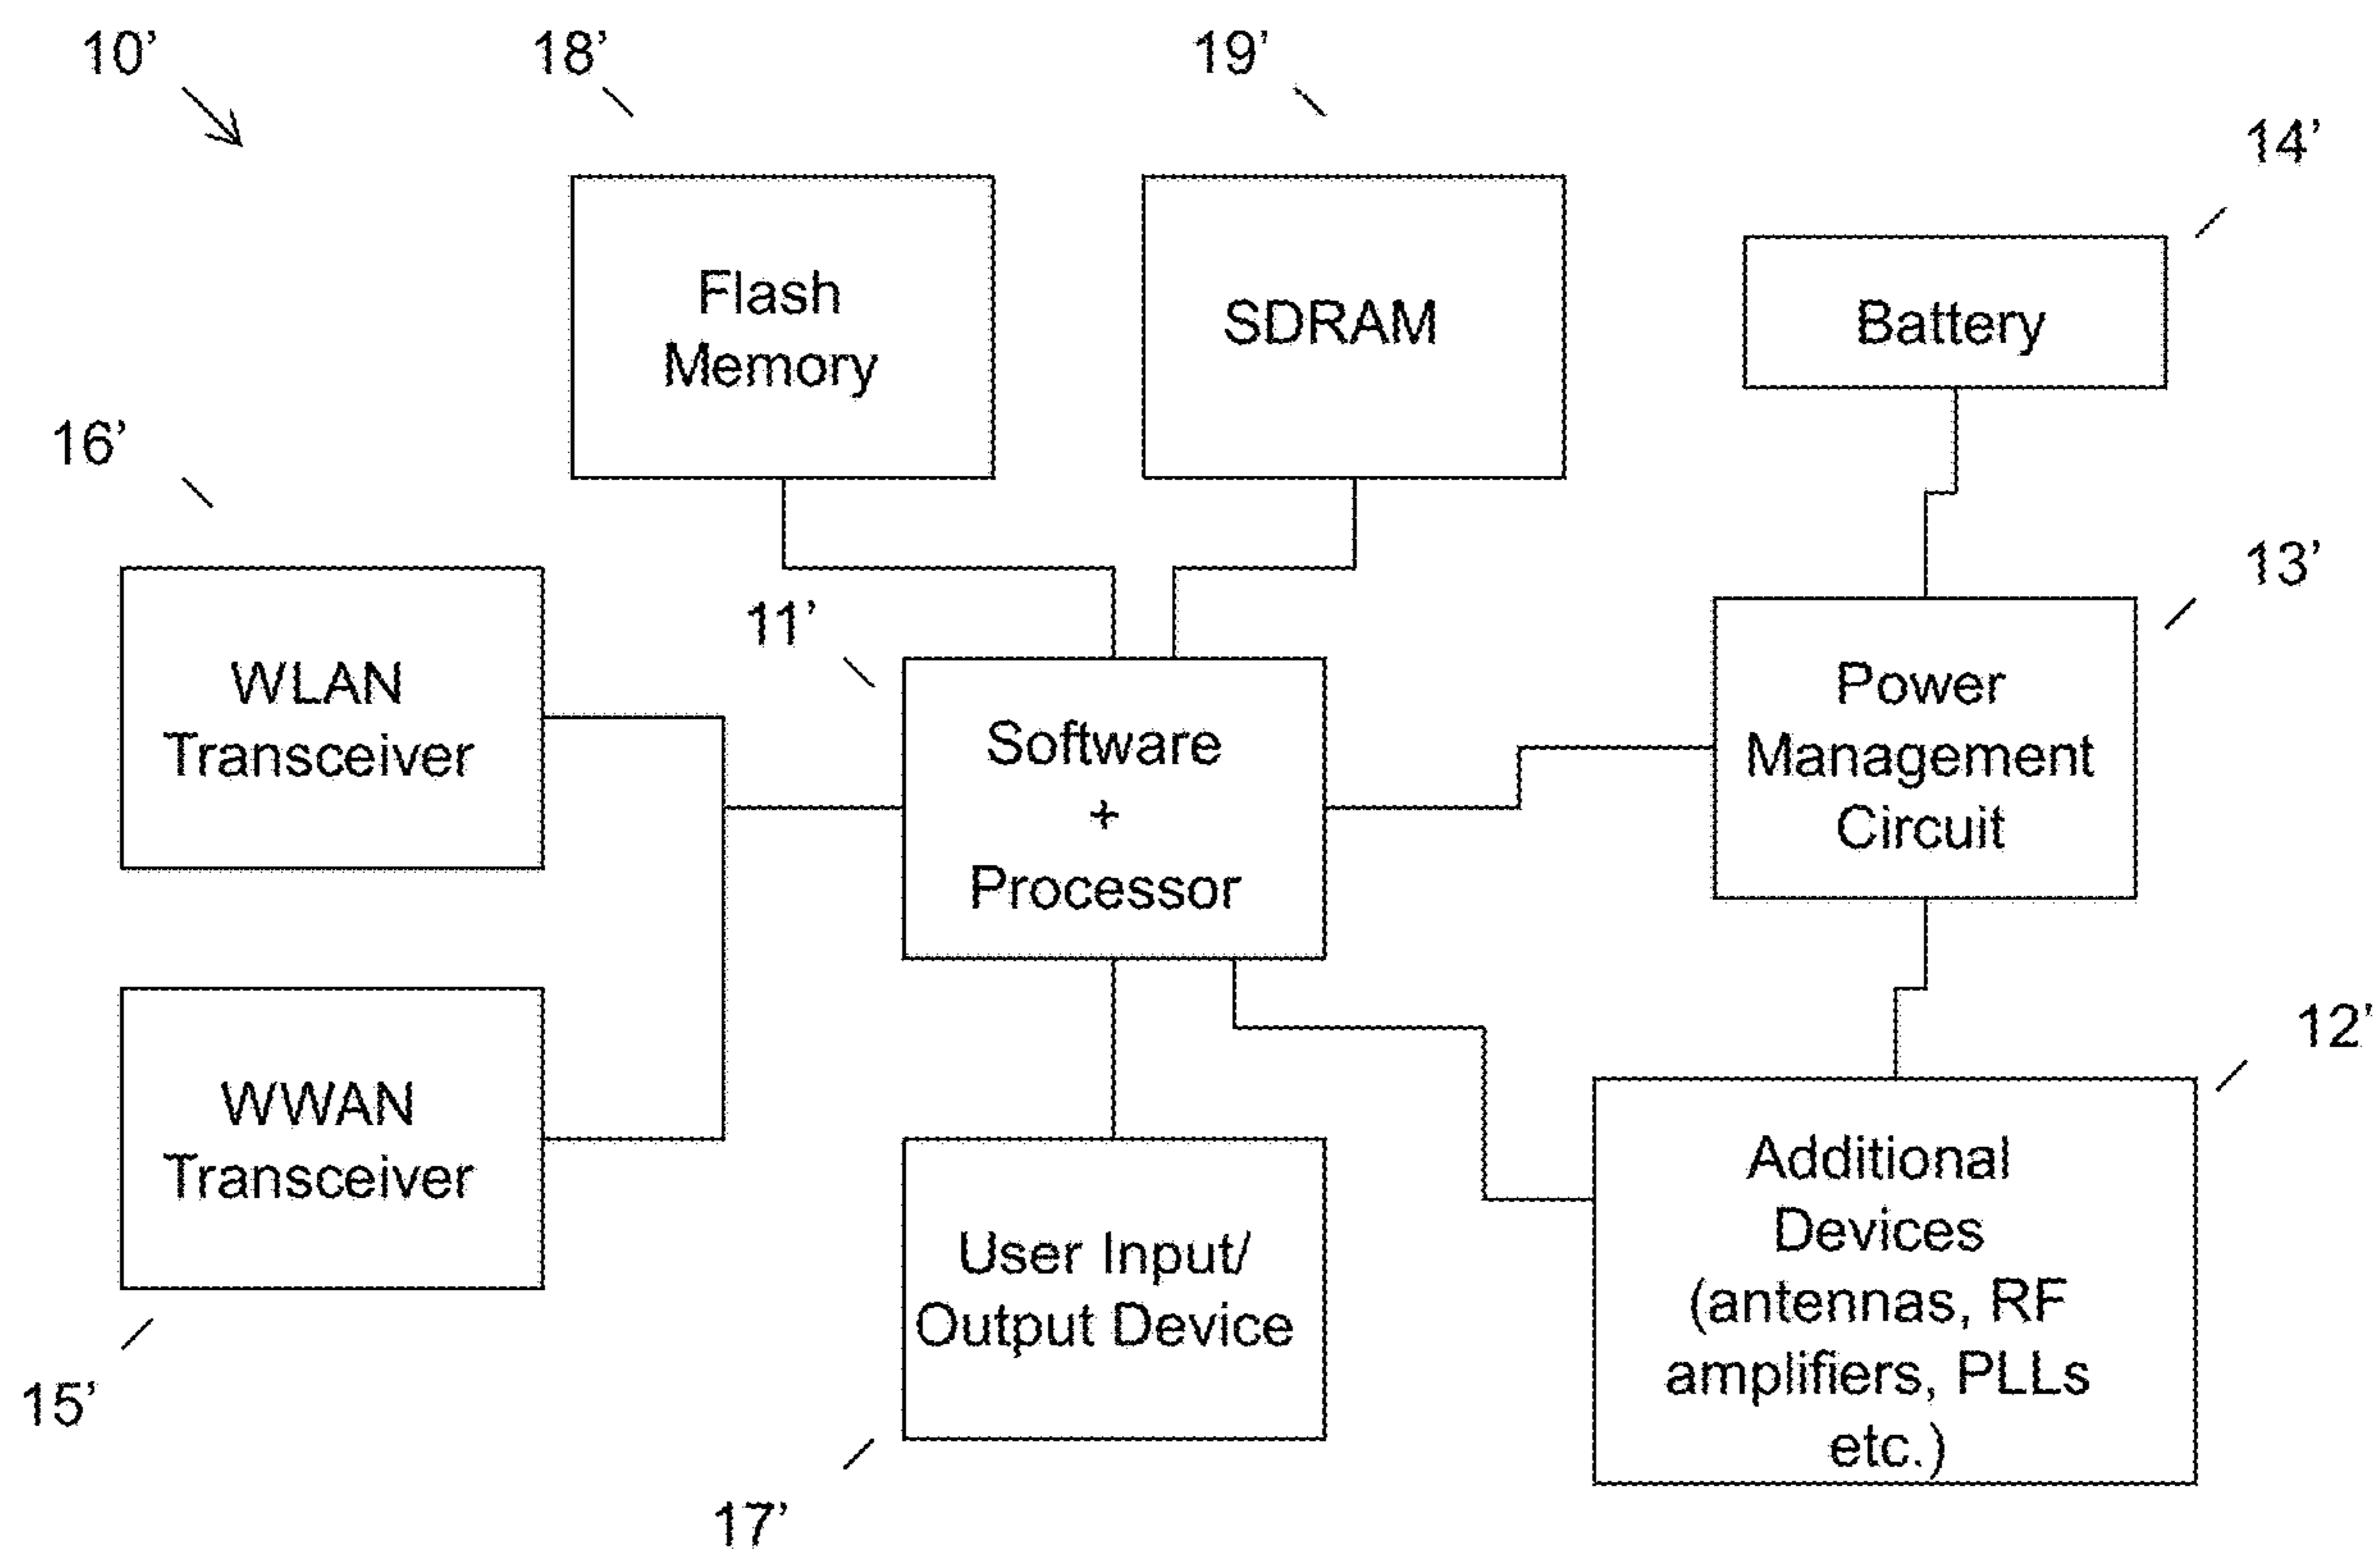 10’
18’
19’
14’
Flash
Memory
SDRAM
Battery
16’
13’
11’
WLAN
Transceiver
Software
+
Processor
Power
Management
Circuit
12’
WWAN
Transceiver
User Input/
Output Device
Additional
Devices
(antennas, RF
amplifiers, PLLs
etc.)
15’
17’